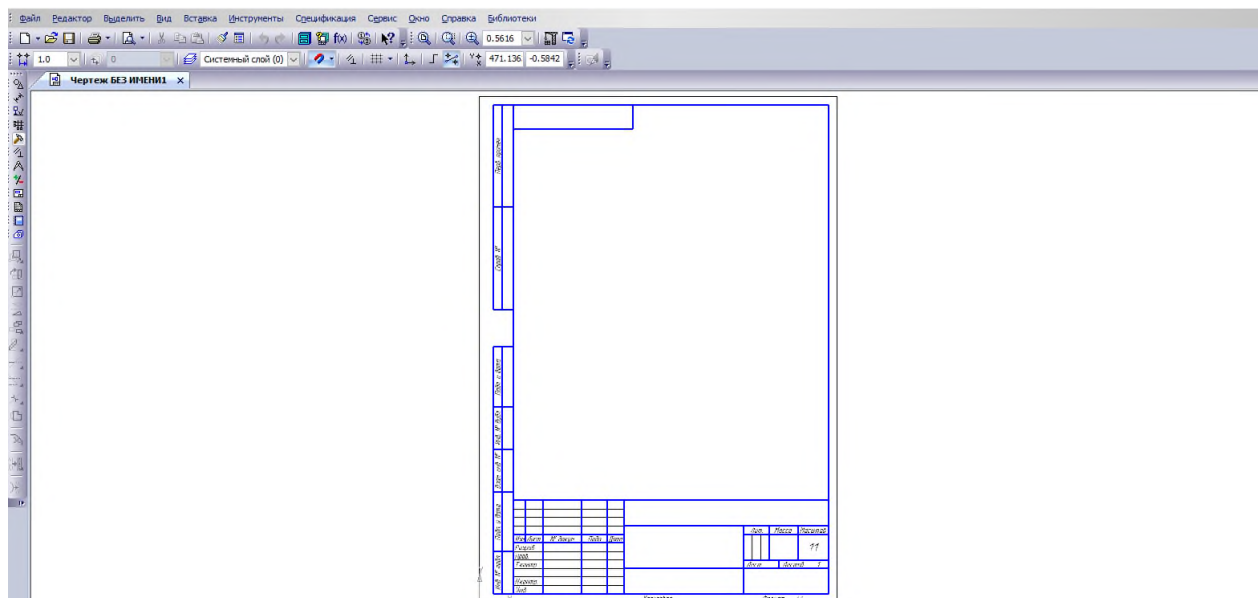 Файл Редактор Выделить Вид Вставка Инструменты Спецификация Сервис Окно Справка Библиотеки
f(x) 0.5616
1.0 0 Системный слой (0) 471.136 -0.5842
Чертеж БЕЗ ИМЕНИ1
Перв. примен.
Справ. №
Подп. и дата
Инв. № дубл.
Взам. инв. №
Подп. и дата
Инв. № подл.
Лит. Масса Масштаб
Изм. Лист № докум. Подп. Дата
1:1
Разраб.
Пров.
Т.контр.
Лист Листов 1
Н.контр.
Утв.